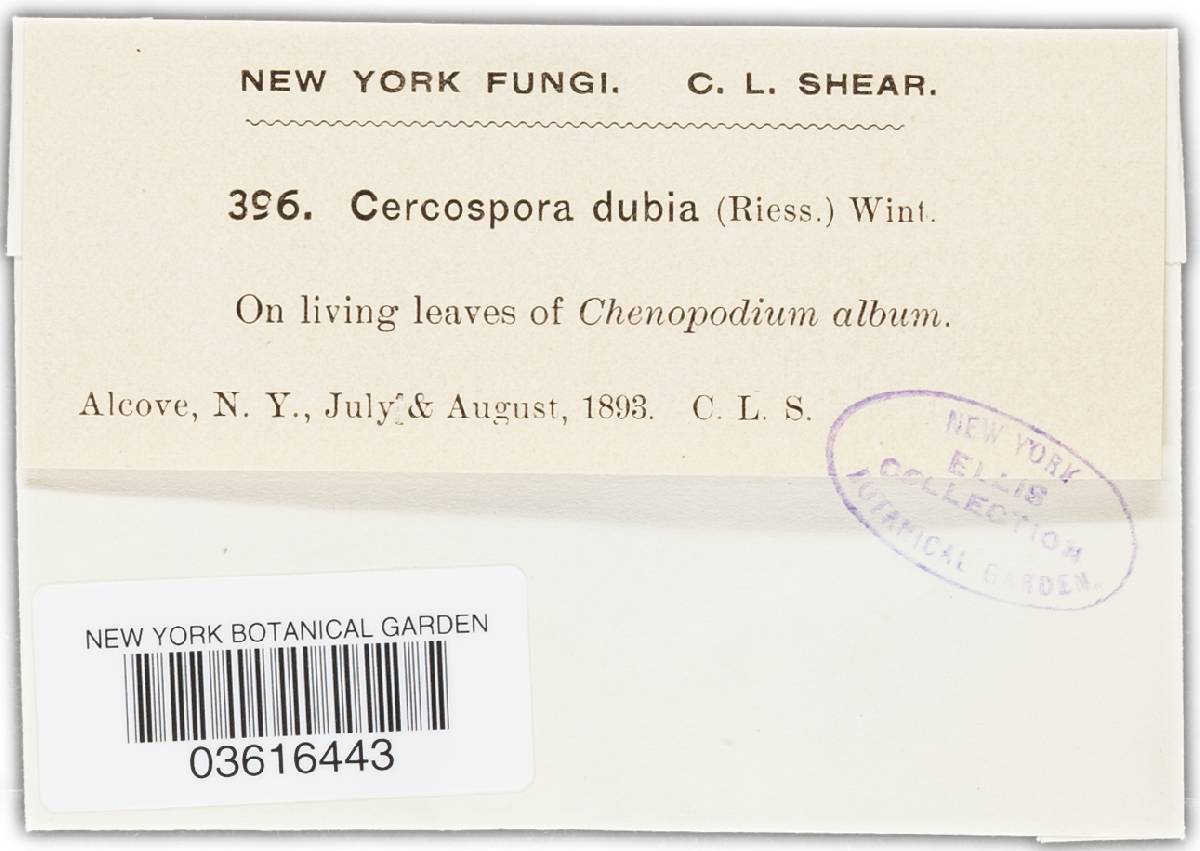 NEW YORK FUNGI. C. L. SHEAR.
396. Cercospora dubia (Riess.) Wint.
On living leaves of Chenopodium album.
Alcove, N. Y., July & August, 1893. C. L. S.
NEW YORK
ELLIS
COLLECTION
BOTANICAL GARDEN.
NEW YORK BOTANICAL GARDEN
03616443